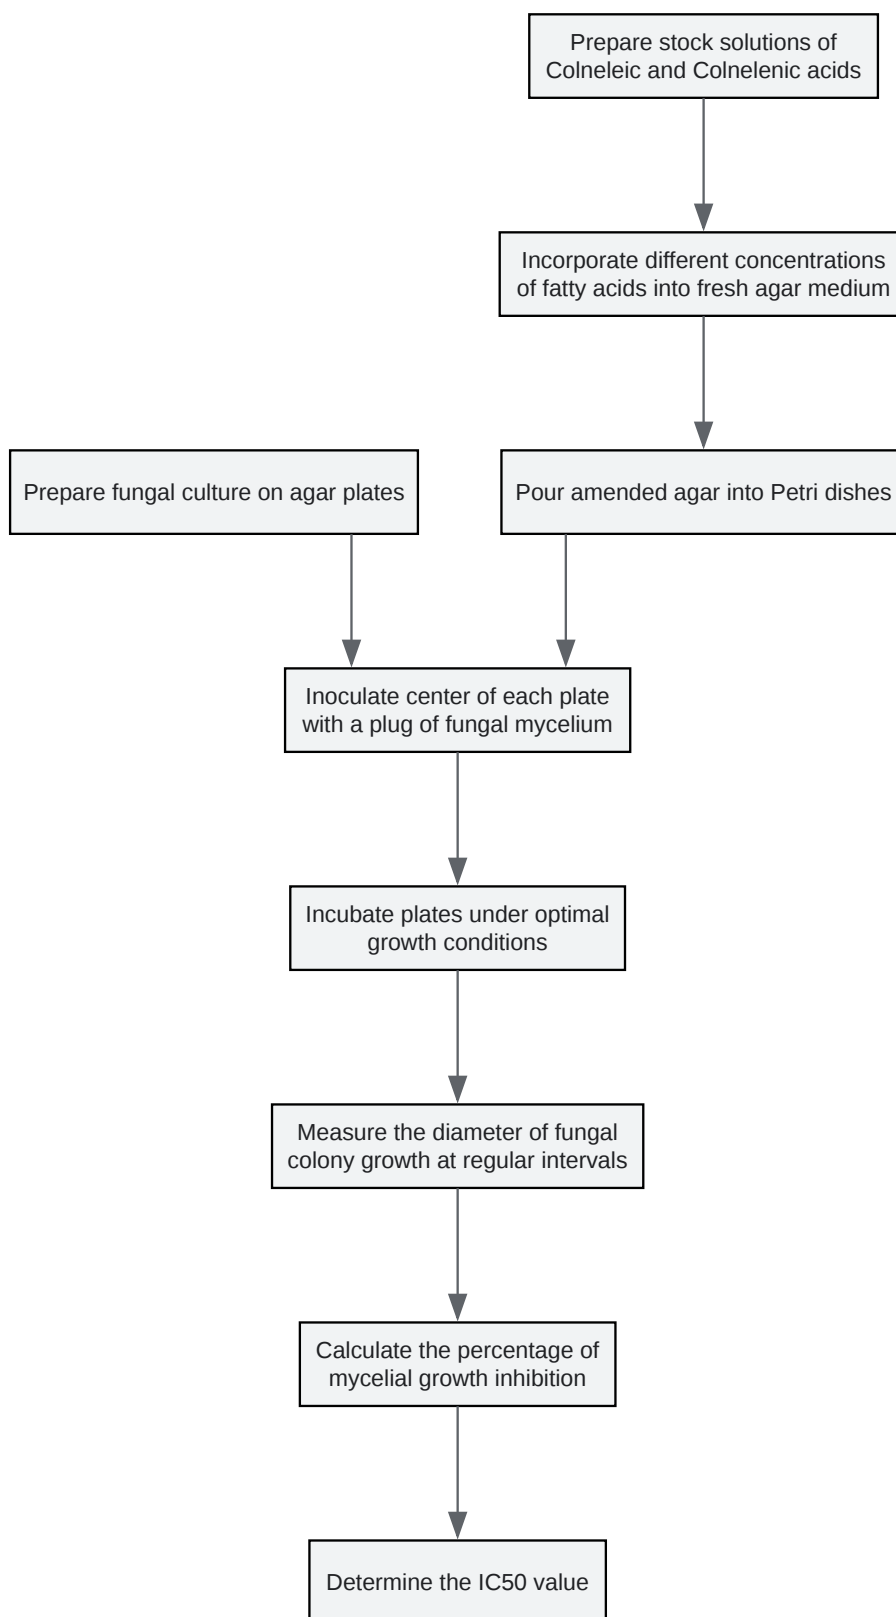 Prepare stock solutions of
Colneleic and Colnelenic acids
Incorporate different concentrations
of fatty acids into fresh agar medium
Prepare fungal culture on agar plates
Pour amended agar into Petri dishes
Inoculate center of each plate
with a plug of fungal mycelium
Incubate plates under optimal
growth conditions
Measure the diameter of fungal
colony growth at regular intervals
Calculate the percentage of
mycelial growth inhibition
Determine the IC50 value